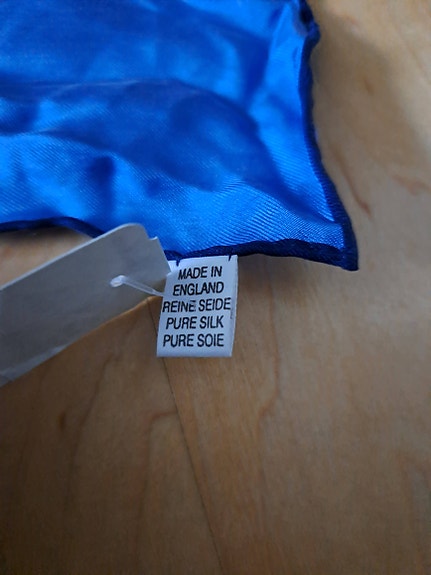 MADE IN
ENGLAND
REINE SEIDE
PURE SILK
PURE SOIE